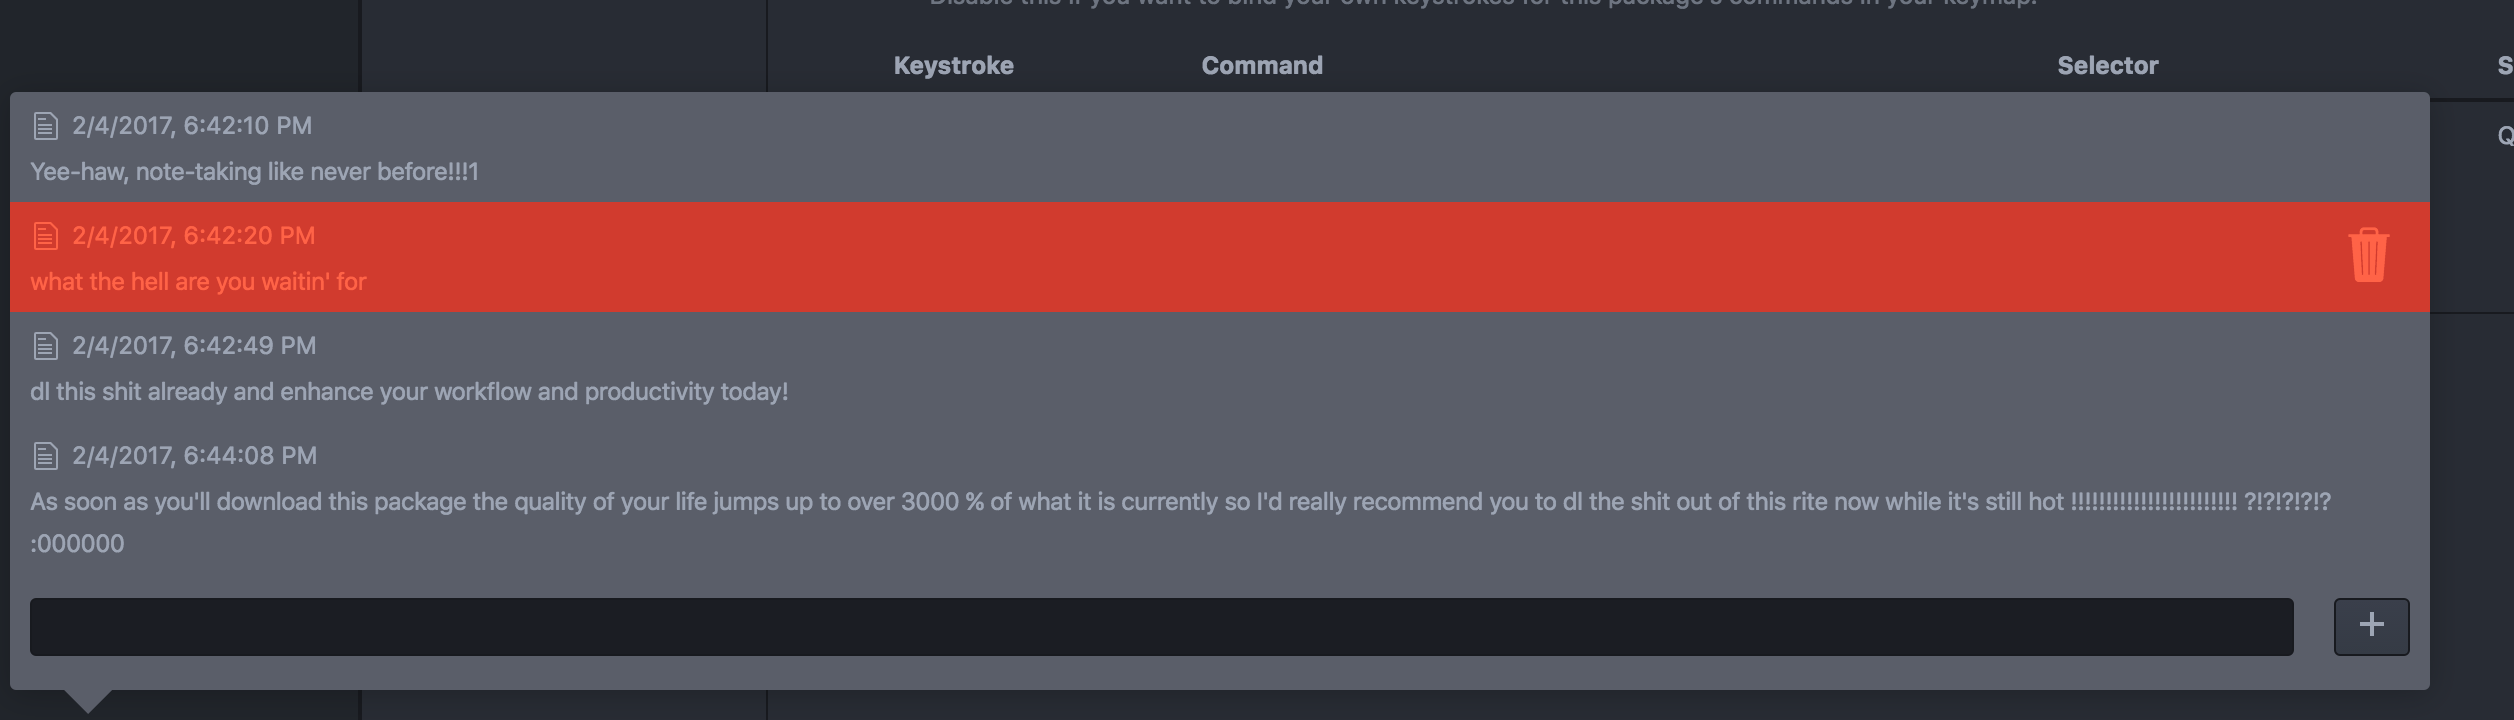 Disable this if you want to bind your own keystrokes for this package's commands in your keymap.
Keystroke Command Selector S
2/4/2017, 6:42:10 PM
Q
Yee-haw, note-taking like never before!!!1
2/4/2017, 6:42:20 PM
what the hell are you waitin' for
2/4/2017, 6:42:49 PM
dl this shit already and enhance your workflow and productivity today!
2/4/2017, 6:44:08 PM
As soon as you'll download this package the quality of your life jumps up to over 3000 % of what it is currently so I'd really recommend you to dl the shit out of this rite now while it's still hot !!!!!!!!!!!!!!!!!!!!!!!! ?!?!?!?!?
:000000